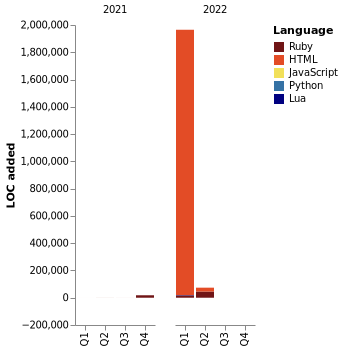 2021 2022
Language
Ruby
HTML
JavaScript
Python
Lua
LOC added
2,000,000
1,800,000
1,600,000
1,400,000
1,200,000
1,000,000
800,000
600,000
400,000
200,000
0
−200,000
Q1 Q2 Q3 Q4 Q1 Q2 Q3 Q4